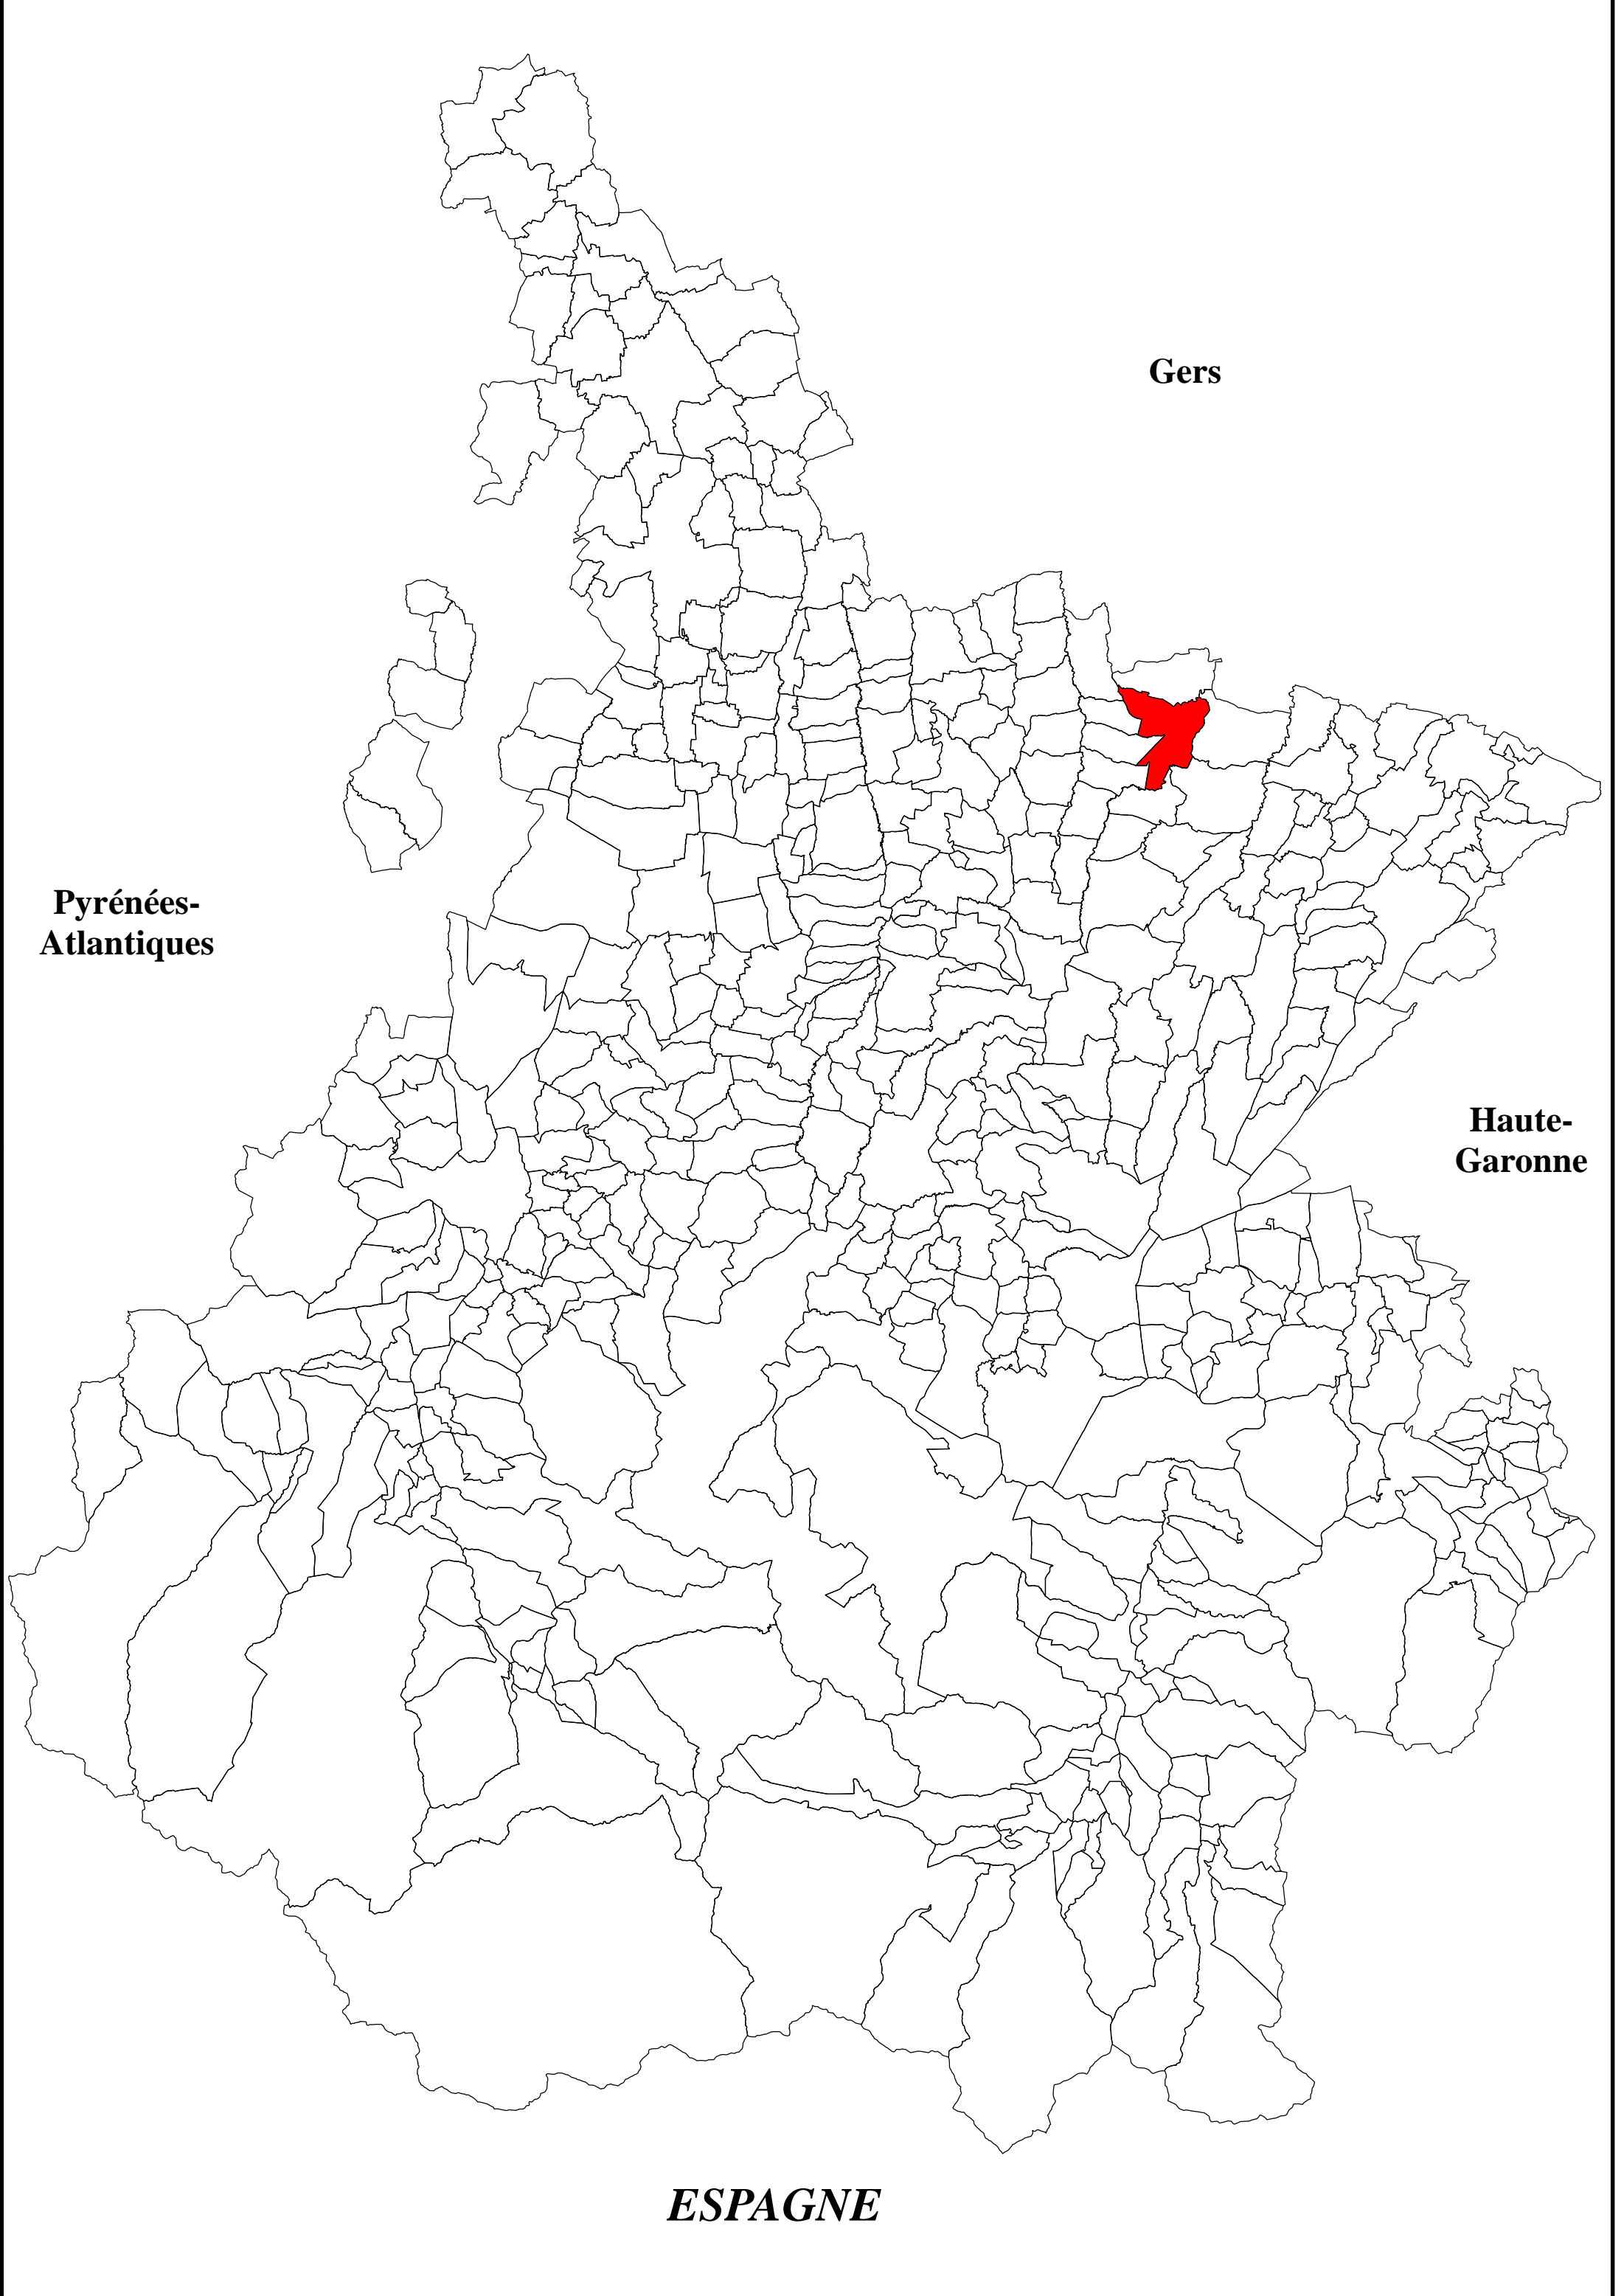 Gers
Pyrénées-
Atlantiques
Haute-
Garonne
ESPAGNE